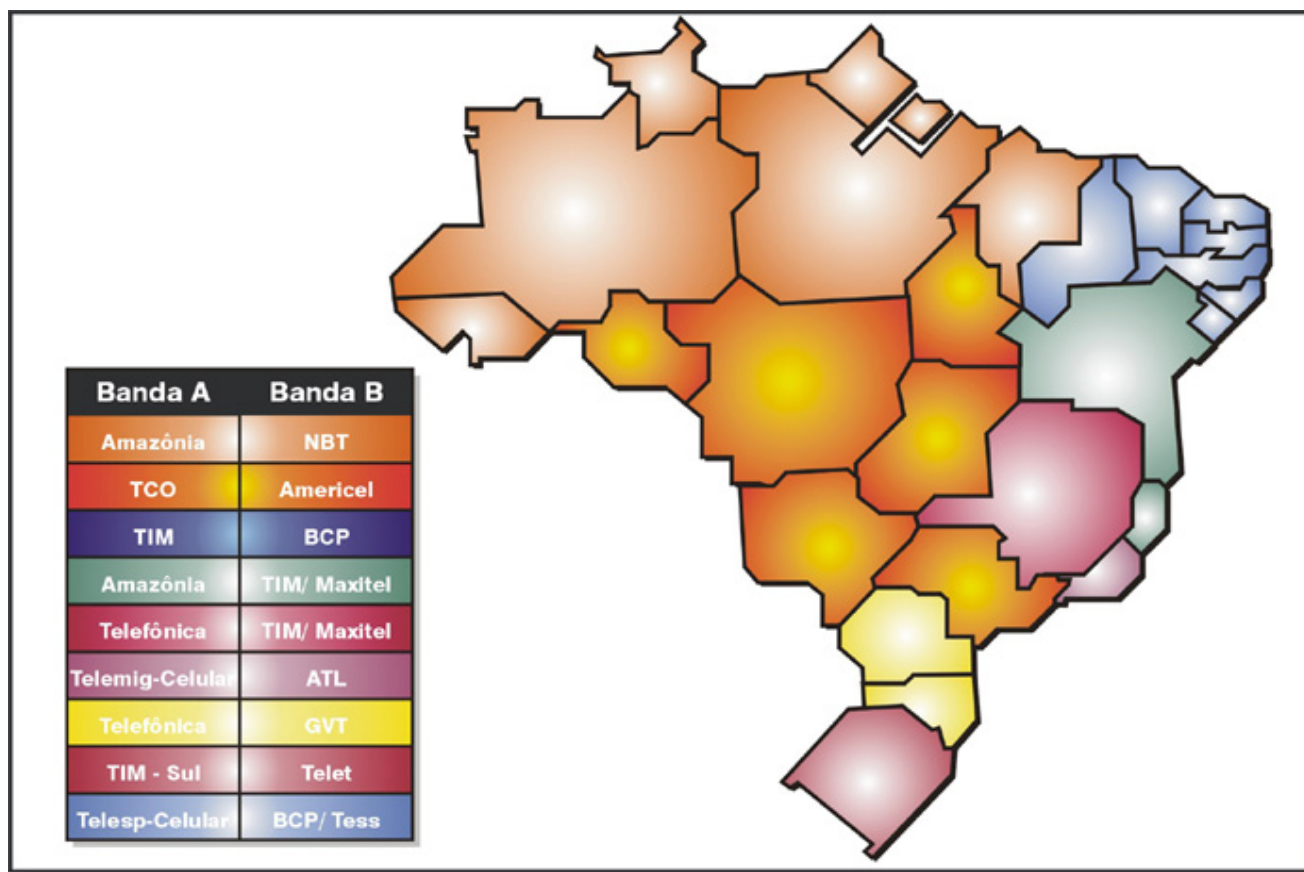 Banda A Banda B
Amazónia NBT
TCO Americel
TIM BCP
Amazônia TIM/ Maxitel
Telefônica TIM/ Maxitel
Telemig-Celular ATL
Telefônica GVT
TIM - Sul Telet
Telesp-Celular BCP/ Tess